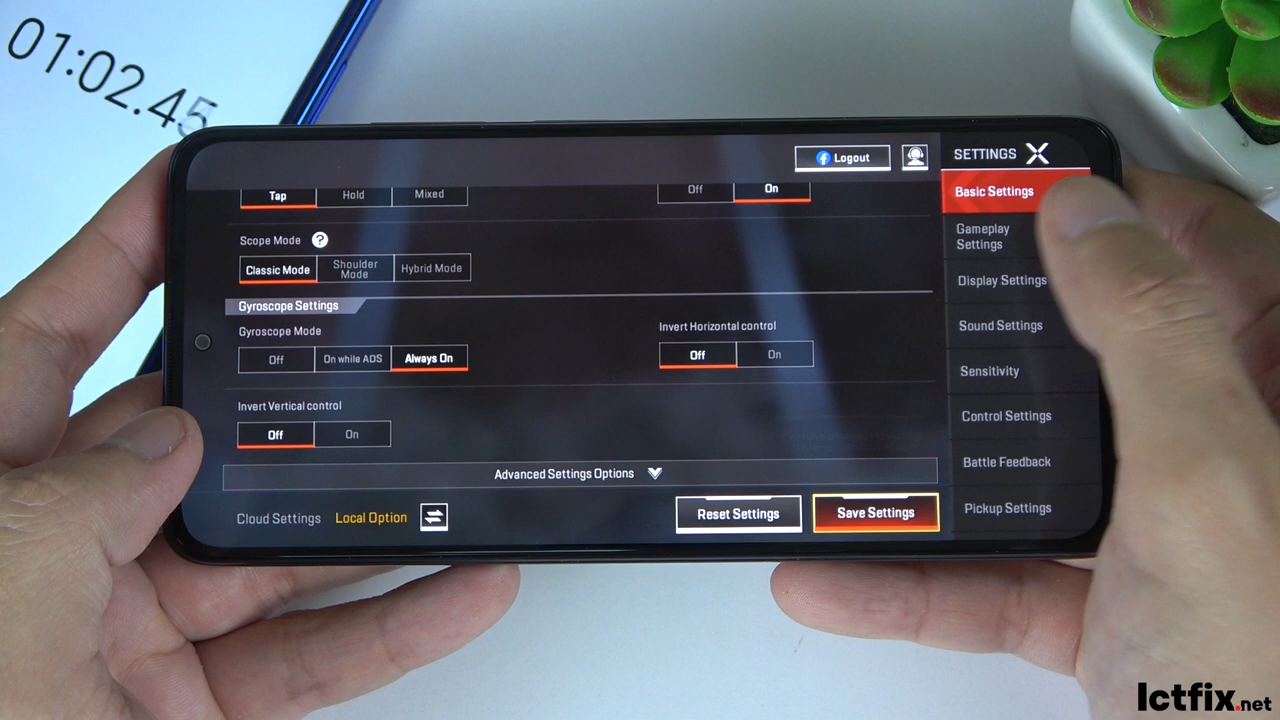 01:02.45
Logout
SETTINGS
Tap Hold Mixed
Off On
Basic Settings
Scope Mode ?
Classic Mode Shoulder Mode Hybrid Mode
Gameplay
Settings
Display Settings
Gyroscope Settings
Gyroscope Mode
Invert Horizontal control
Off On while ADS Always On
Off On
Sound Settings
Sensitivity
Invert Vertical control
Off On
Control Settings
Advanced Settings Options
Battle Feedback
Cloud Settings Local Option
Reset Settings
Save Settings
Pickup Settings
Ictfix.net